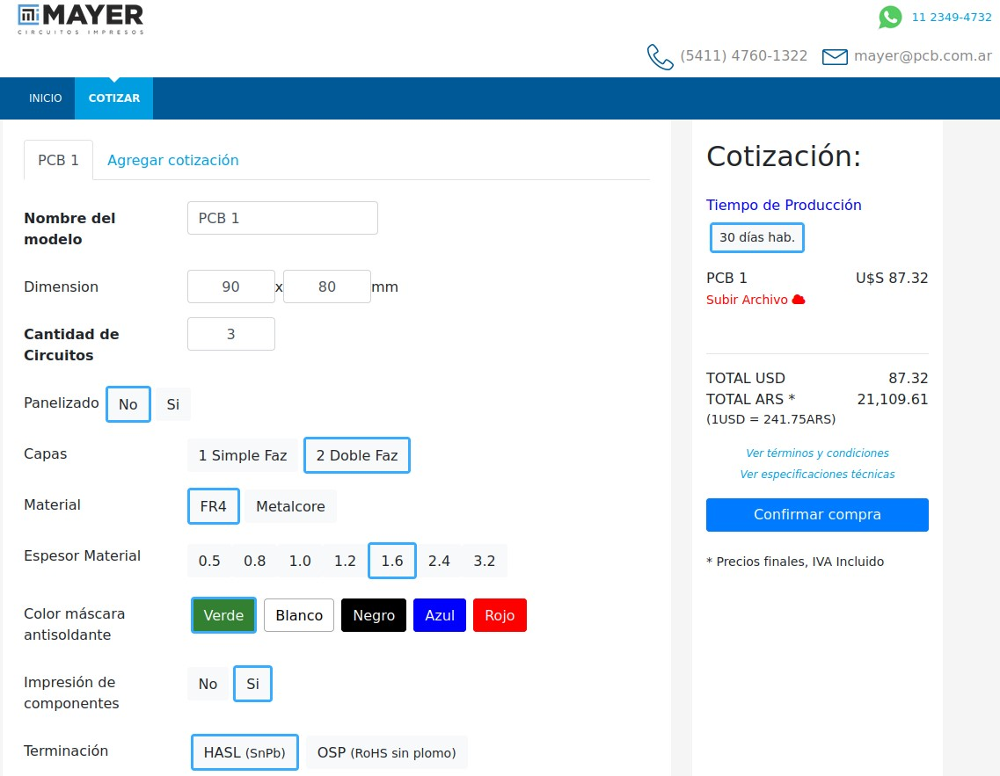 MAYER
CIRCUITOS IMPRESOS
11 2349-4732
(5411) 4760-1322
mayer@pcb.com.ar
INICIO
COTIZAR
PCB 1
Agregar cotización
Nombre del
modelo
PCB 1
Dimension
90 x 80 mm
Cantidad de
Circuitos
3
Panelizado
No
Si
Capas
1 Simple Faz
2 Doble Faz
Material
FR4
Metalcore
Espesor Material
0.5
0.8
1.0
1.2
1.6
2.4
3.2
Color máscara
antisoldante
Verde
Blanco
Negro
Azul
Rojo
Impresión de
componentes
No
Si
Terminación
HASL (SnPb)
OSP (RoHS sin plomo)
Cotización:
Tiempo de Producción
30 días hab.
PCB 1 U$S 87.32
Subir Archivo
TOTAL USD 87.32
TOTAL ARS * 21,109.61
(1USD = 241.75ARS)
Ver términos y condiciones
Ver especificaciones técnicas
Confirmar compra
* Precios finales, IVA Incluido